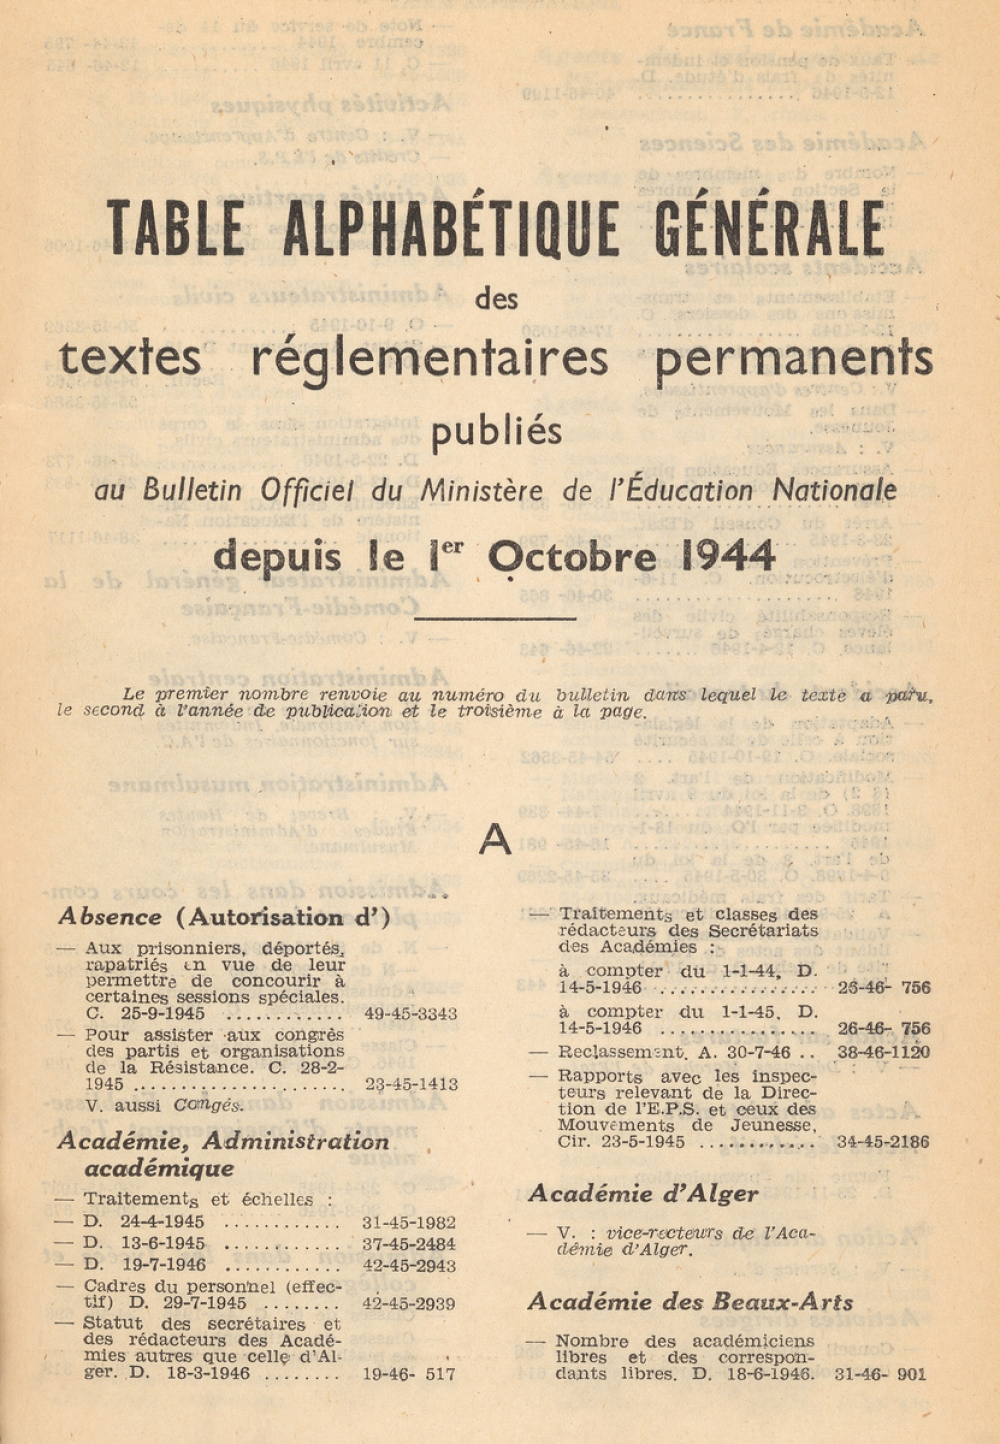 TABLE ALPHABÉTIQUE GÉNÉRALE
des
textes réglementaires permanents
publiés
au Bulletin Officiel du Ministère de l'Éducation Nationale
depuis le 1er Octobre 1944
Le premier nombre renvoie au numéro du bulletin dans lequel le texte a paru,
le second à l'année de publication et le troisième à la page.
A
Absence (Autorisation d')
— Aux prisonniers, déportés,
rapatriés en vue de leur
permettre de concourir à
certaines sessions spéciales.
C. 25-9-1945 ............ 49-45-3343
— Pour assister aux congrès
des partis et organisations
de la Résistance. C. 28-2-
1945 ...................... 23-45-1413
V. aussi Congés.
Académie, Administration
académique
— Traitements et échelles :
— D. 24-4-1945 ............ 31-45-1982
— D. 13-6-1945 ............ 37-45-2484
— D. 19-7-1946 ............ 42-45-2943
— Cadres du personnel (effec-
tif) D. 29-7-1945 ........ 42-45-2939
— Statut des secrétaires et
des rédacteurs des Acadé-
mies autres que celle d'Al-
ger. D. 18-3-1946 ........ 19-46- 517
— Traitements et classes des
rédacteurs des Secrétariats
des Académies :
à compter du 1-1-44, D.
14-5-1946 ................ 26-46- 756
à compter du 1-1-45, D.
14-5-1946 ................ 26-46- 756
— Reclassement. A. 30-7-46 .. 38-46-1120
— Rapports avec les inspec-
teurs relevant de la Direc-
tion de l'E.P.S. et ceux des
Mouvements de Jeunesse,
Cir. 23-5-1945 ............ 34-45-2186
Académie d'Alger
— V. : vice-recteurs de l'Aca-
démie d'Alger.
Académie des Beaux-Arts
— Nombre des académiciens
libres et des correspon-
dants libres. D. 18-6-1946. 31-46- 901